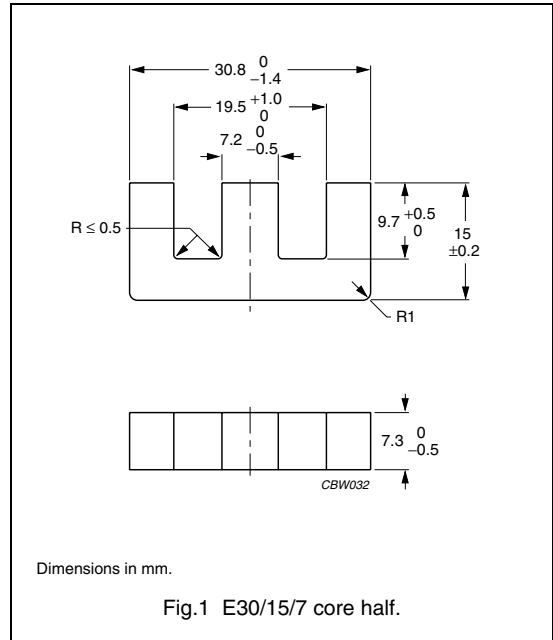 30.8 0 −1.4
19.5 +1.0 0
7.2 0 −0.5
R ≤ 0.5
9.7 +0.5 0
15 ±0.2
R1
7.3 0 −0.5
CBW032
Dimensions in mm.
Fig.1 E30/15/7 core half.